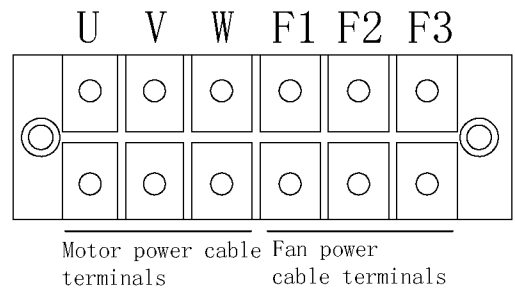 U V W F1 F2 F3
Motor power cable terminals
Fan power cable terminals